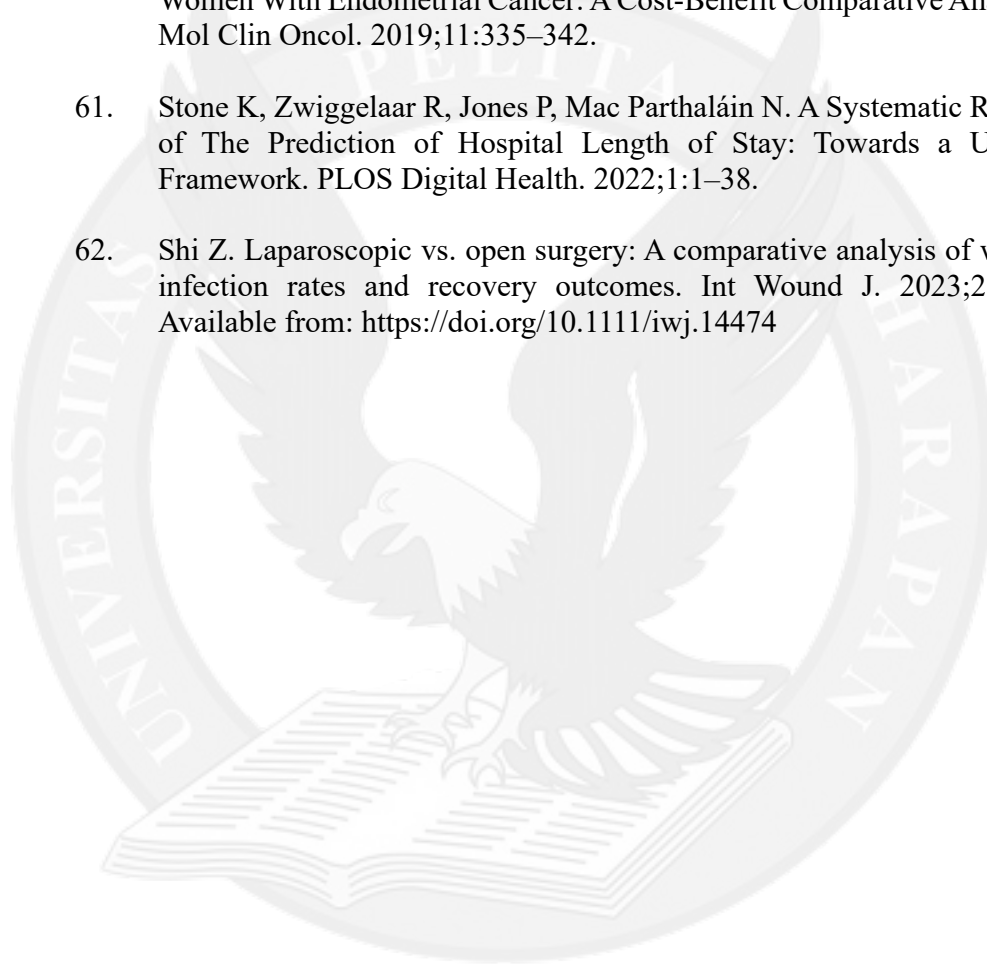 Women With Endometrial Cancer: A Cost-Benefit Comparative An
Mol Clin Oncol. 2019;11:335–342.
61. Stone K, Zwiggelaar R, Jones P, Mac Parthaláin N. A Systematic R
of The Prediction of Hospital Length of Stay: Towards a U
Framework. PLOS Digital Health. 2022;1:1–38.
62. Shi Z. Laparoscopic vs. open surgery: A comparative analysis of
infection rates and recovery outcomes. Int Wound J. 2023;2
Available from: https://doi.org/10.1111/iwj.14474
UNIVERSITAS PELITA HARAPAN